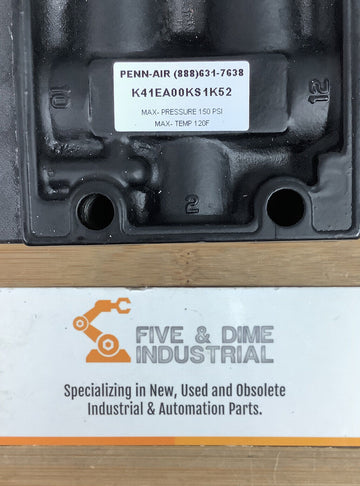 PENN-AIR (888)631-7638
K41EA00KS1K52
MAX- PRESSURE 150 PSI
MAX- TEMP 120F
10
12
2
FIVE & DIME
INDUSTRIAL
Specializing in New, Used and Obsolete
Industrial & Automation Parts.